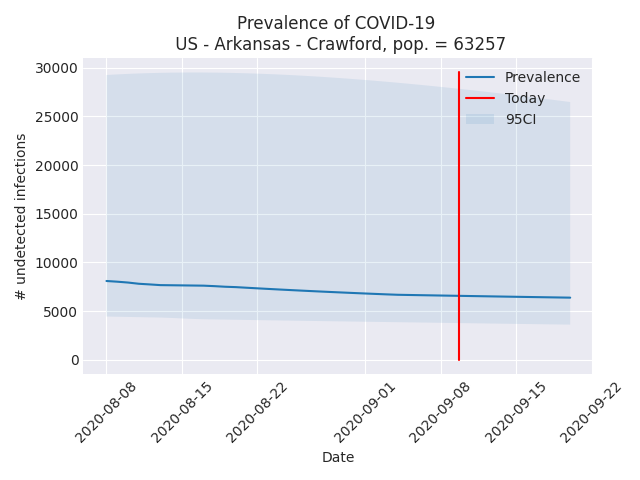 Prevalence of COVID-19
US - Arkansas - Crawford, pop. = 63257
30000
25000
20000
15000
10000
5000
0
# undetected infections
Prevalence
Today
95CI
2020-08-08
2020-08-15
2020-08-22
2020-09-01
2020-09-08
2020-09-15
2020-09-22
Date